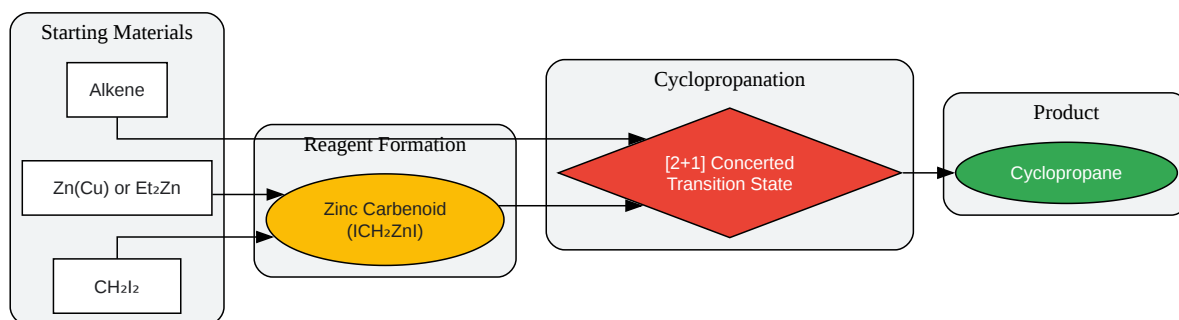 Starting Materials
Alkene
Zn(Cu) or Et₂Zn
CH₂I₂
Reagent Formation
Zinc Carbenoid
(ICH₂ZnI)
Cyclopropanation
[2+1] Concerted
Transition State
Product
Cyclopropane